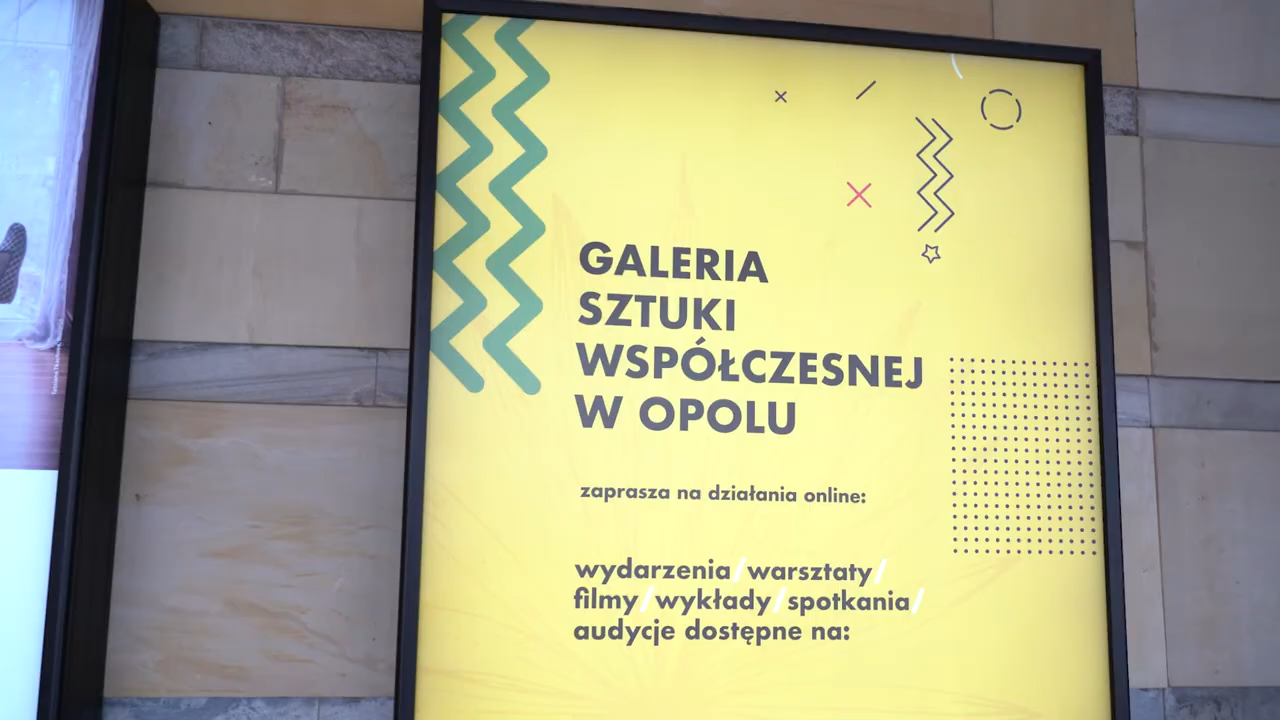 GALERIA
SZTUKI
WSPÓŁCZESNEJ
W OPOLU
zaprasza na działania online:
wydarzenia/warsztaty/
filmy/wykłady/spotkania/
audycje dostępne na: